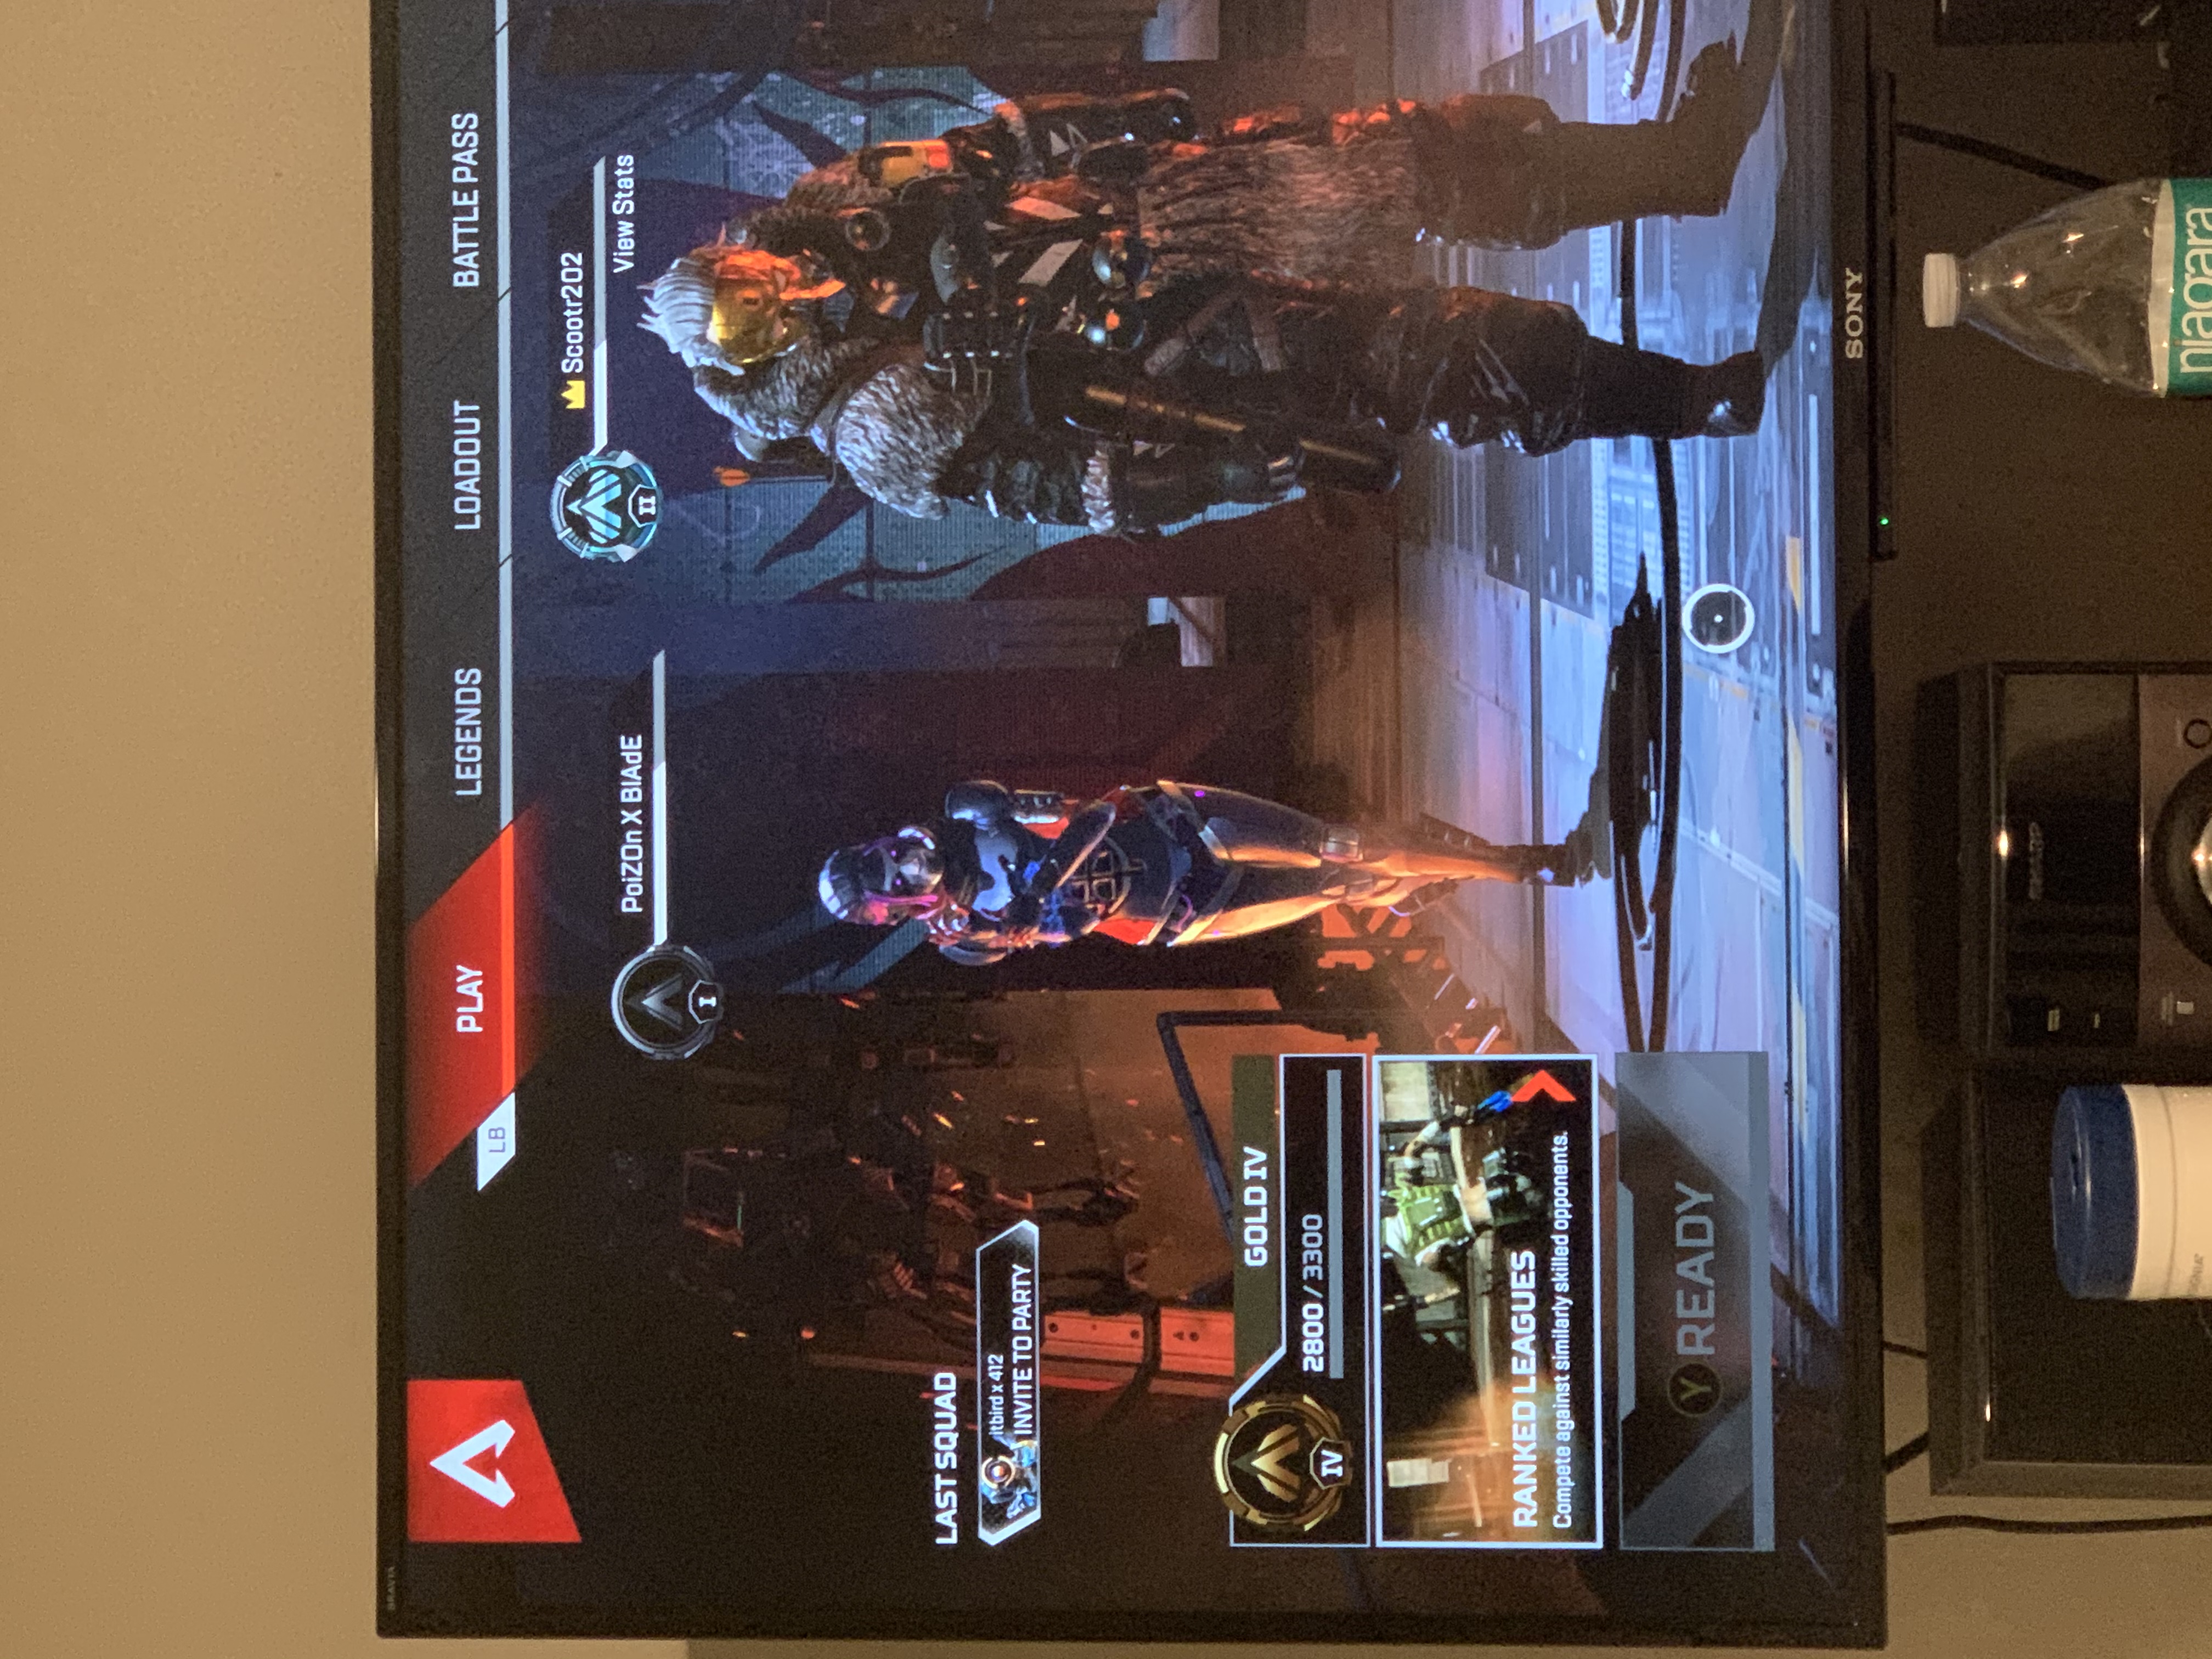 BRAVIA
LB
PLAY
LEGENDS
LOADOUT
BATTLE PASS
Scootr202
View Stats
II
PoiZOn X BlAdE
I
LAST SQUAD
itbird x 412
INVITE TO PARTY
GOLD IV
2800 / 3300
IV
RANKED LEAGUES
Compete against similarly skilled opponents.
Y READY
SONY
SHARP
niagara